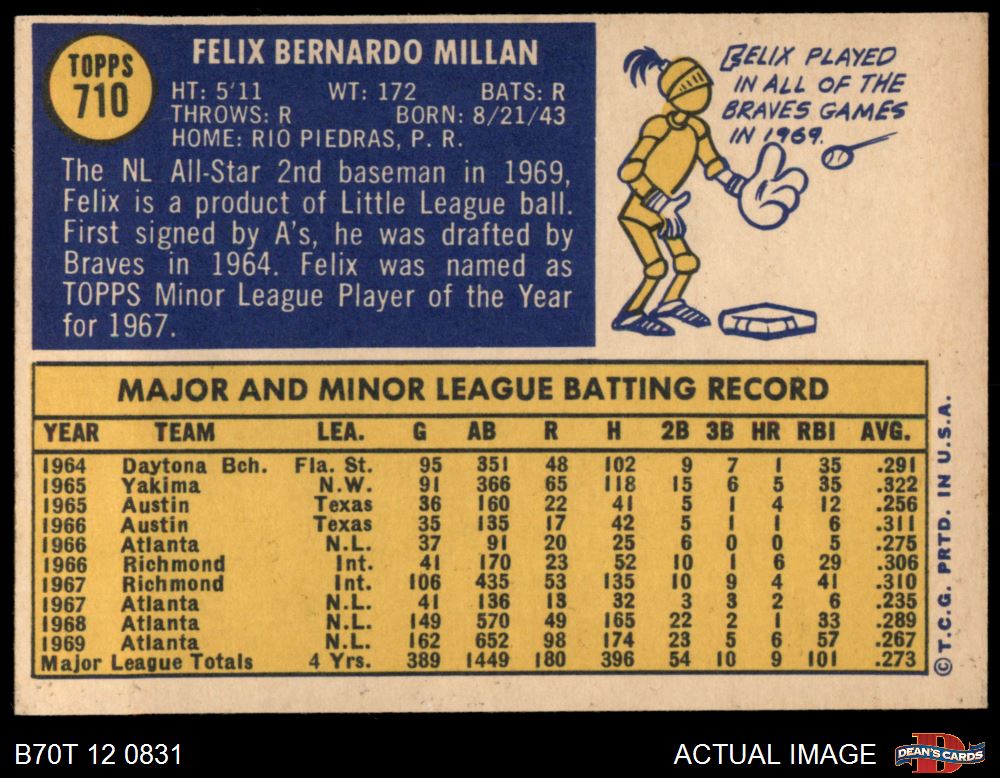 TOPPS
710
FELIX BERNARDO MILLAN
HT: 5'11 WT: 172 BATS: R
THROWS: R BORN: 8/21/43
HOME: RIO PIEDRAS, P. R.
The NL All-Star 2nd baseman in 1969,
Felix is a product of Little League ball.
First signed by A's, he was drafted by
Braves in 1964. Felix was named as
TOPPS Minor League Player of the Year
for 1967.
FELIX PLAYED
IN ALL OF THE
BRAVES GAMES
IN 1969.
MAJOR AND MINOR LEAGUE BATTING RECORD
YEAR TEAM LEA. G AB R H 2B 3B HR RBI AVG.
1964 Daytona Bch. Fla. St. 95 351 48 102 9 7 1 35 .291
1965 Yakima N.W. 91 366 65 118 15 6 5 35 .322
1965 Austin Texas 36 160 22 41 5 1 4 12 .256
1966 Austin Texas 35 135 17 42 5 1 1 6 .311
1966 Atlanta N.L. 37 91 20 25 6 0 0 5 .275
1966 Richmond Int. 41 170 23 52 10 1 6 29 .306
1967 Richmond Int. 106 435 53 135 10 9 4 41 .310
1967 Atlanta N.L. 41 136 13 32 3 3 2 6 .235
1968 Atlanta N.L. 149 570 49 165 22 2 1 33 .289
1969 Atlanta N.L. 162 652 98 174 23 5 6 57 .267
Major League Totals 4 Yrs. 389 1449 180 396 54 10 9 101 .273
© T.C.G. PRTD. IN U.S.A.
B70T 12 0831
ACTUAL IMAGE
DEAN'S CARDS